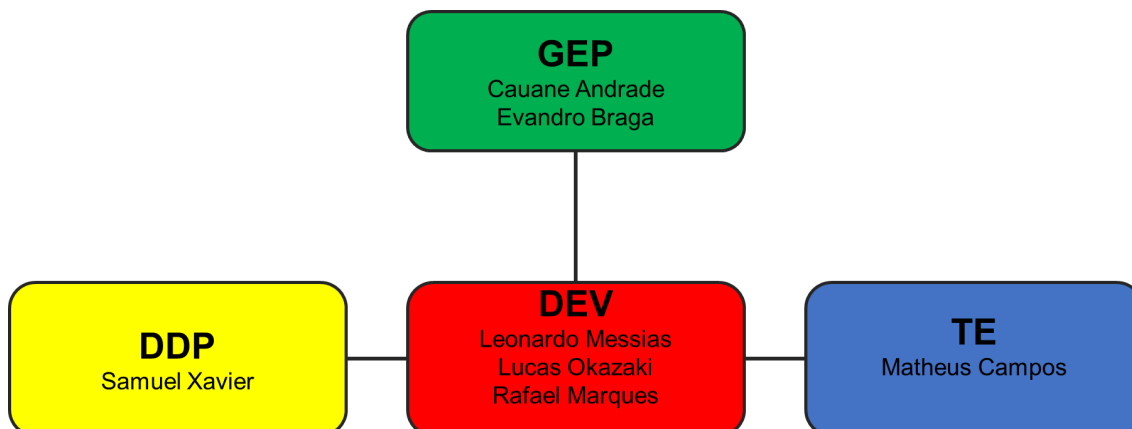 GEP
Cauane Andrade
Evandro Braga
DDP
Samuel Xavier
DEV
Leonardo Messias
Lucas Okazaki
Rafael Marques
TE
Matheus Campos